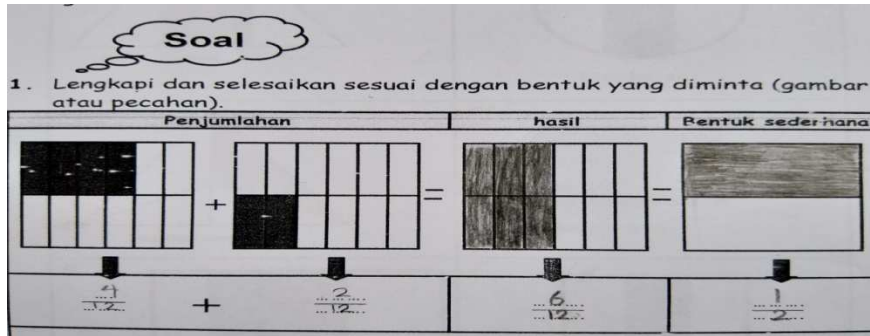 Soal
1. Lengkapi dan selesaikan sesuai dengan bentuk yang diminta (gambar
atau pecahan).
Penjumlahan hasil Bentuk sederhana
+ = =
4 + 2 6 1
12 12 12 2